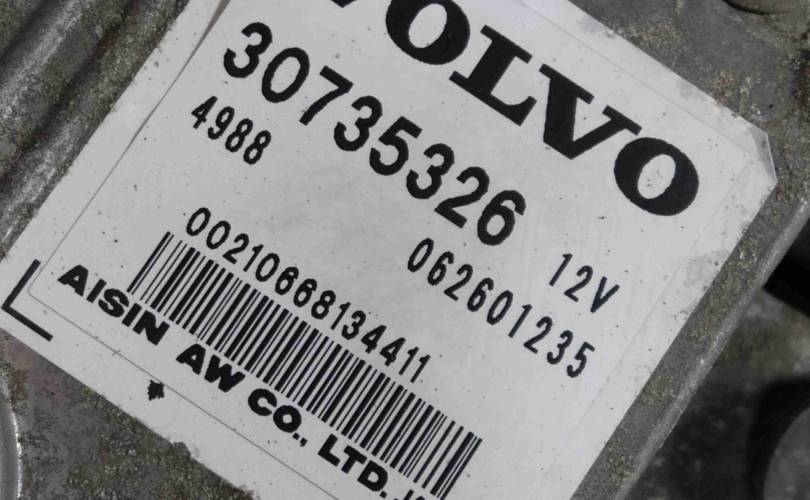 VOLVO
30735326
4988
12V
062601235
00210668134411
AISIN AW CO., LTD.